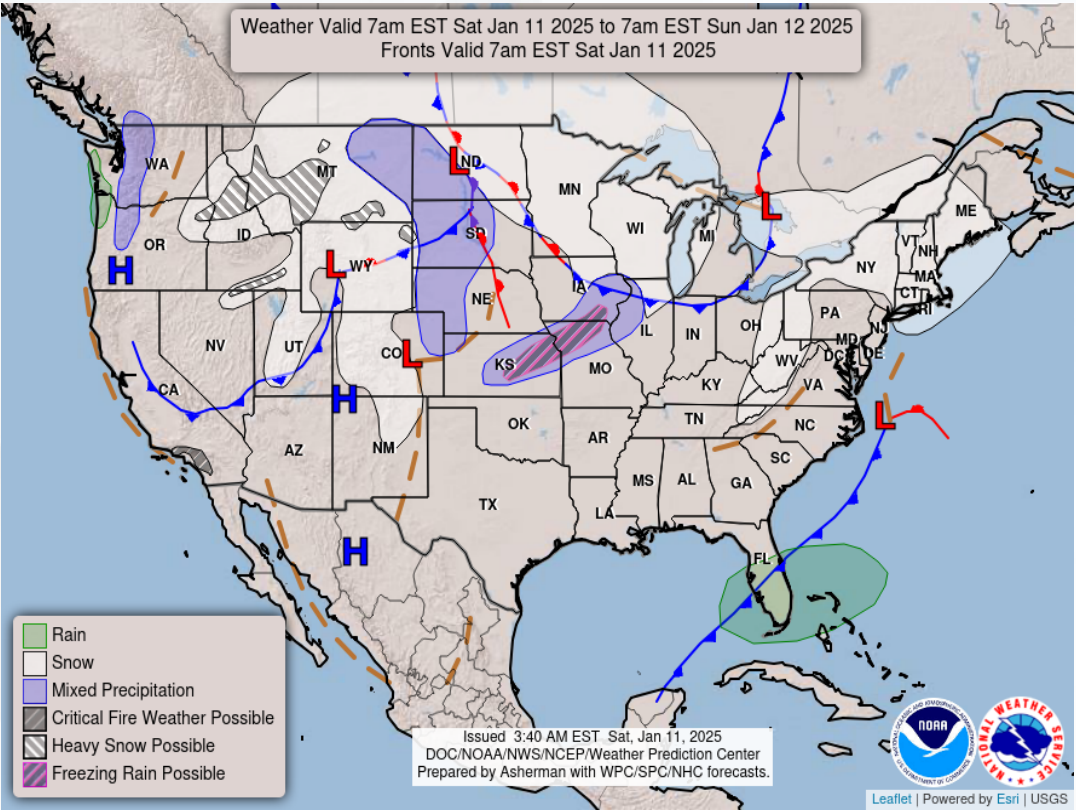 Weather Valid 7am EST Sat Jan 11 2025 to 7am EST Sun Jan 12 2025
Fronts Valid 7am EST Sat Jan 11 2025
WA
MT
L
ND
MN
L
ME
OR
H
ID
L
WY
SD
WI
MI
VT
NH
NY
MA
CT
RI
NV
UT
CO
L
NE
IA
IL
IN
OH
PA
NJ
MD
DC
DE
WV
VA
CA
H
KS
MO
KY
L
AZ
NM
OK
AR
TN
NC
SC
MS
AL
GA
TX
LA
H
FL
Rain
Snow
Mixed Precipitation
Critical Fire Weather Possible
Heavy Snow Possible
Freezing Rain Possible
Issued 3:40 AM EST Sat, Jan 11, 2025
DOC/NOAA/NWS/NCEP/Weather Prediction Center
Prepared by Asherman with WPC/SPC/NHC forecasts.
NOAA
NATIONAL WEATHER SERVICE
Leaflet | Powered by Esri | USGS